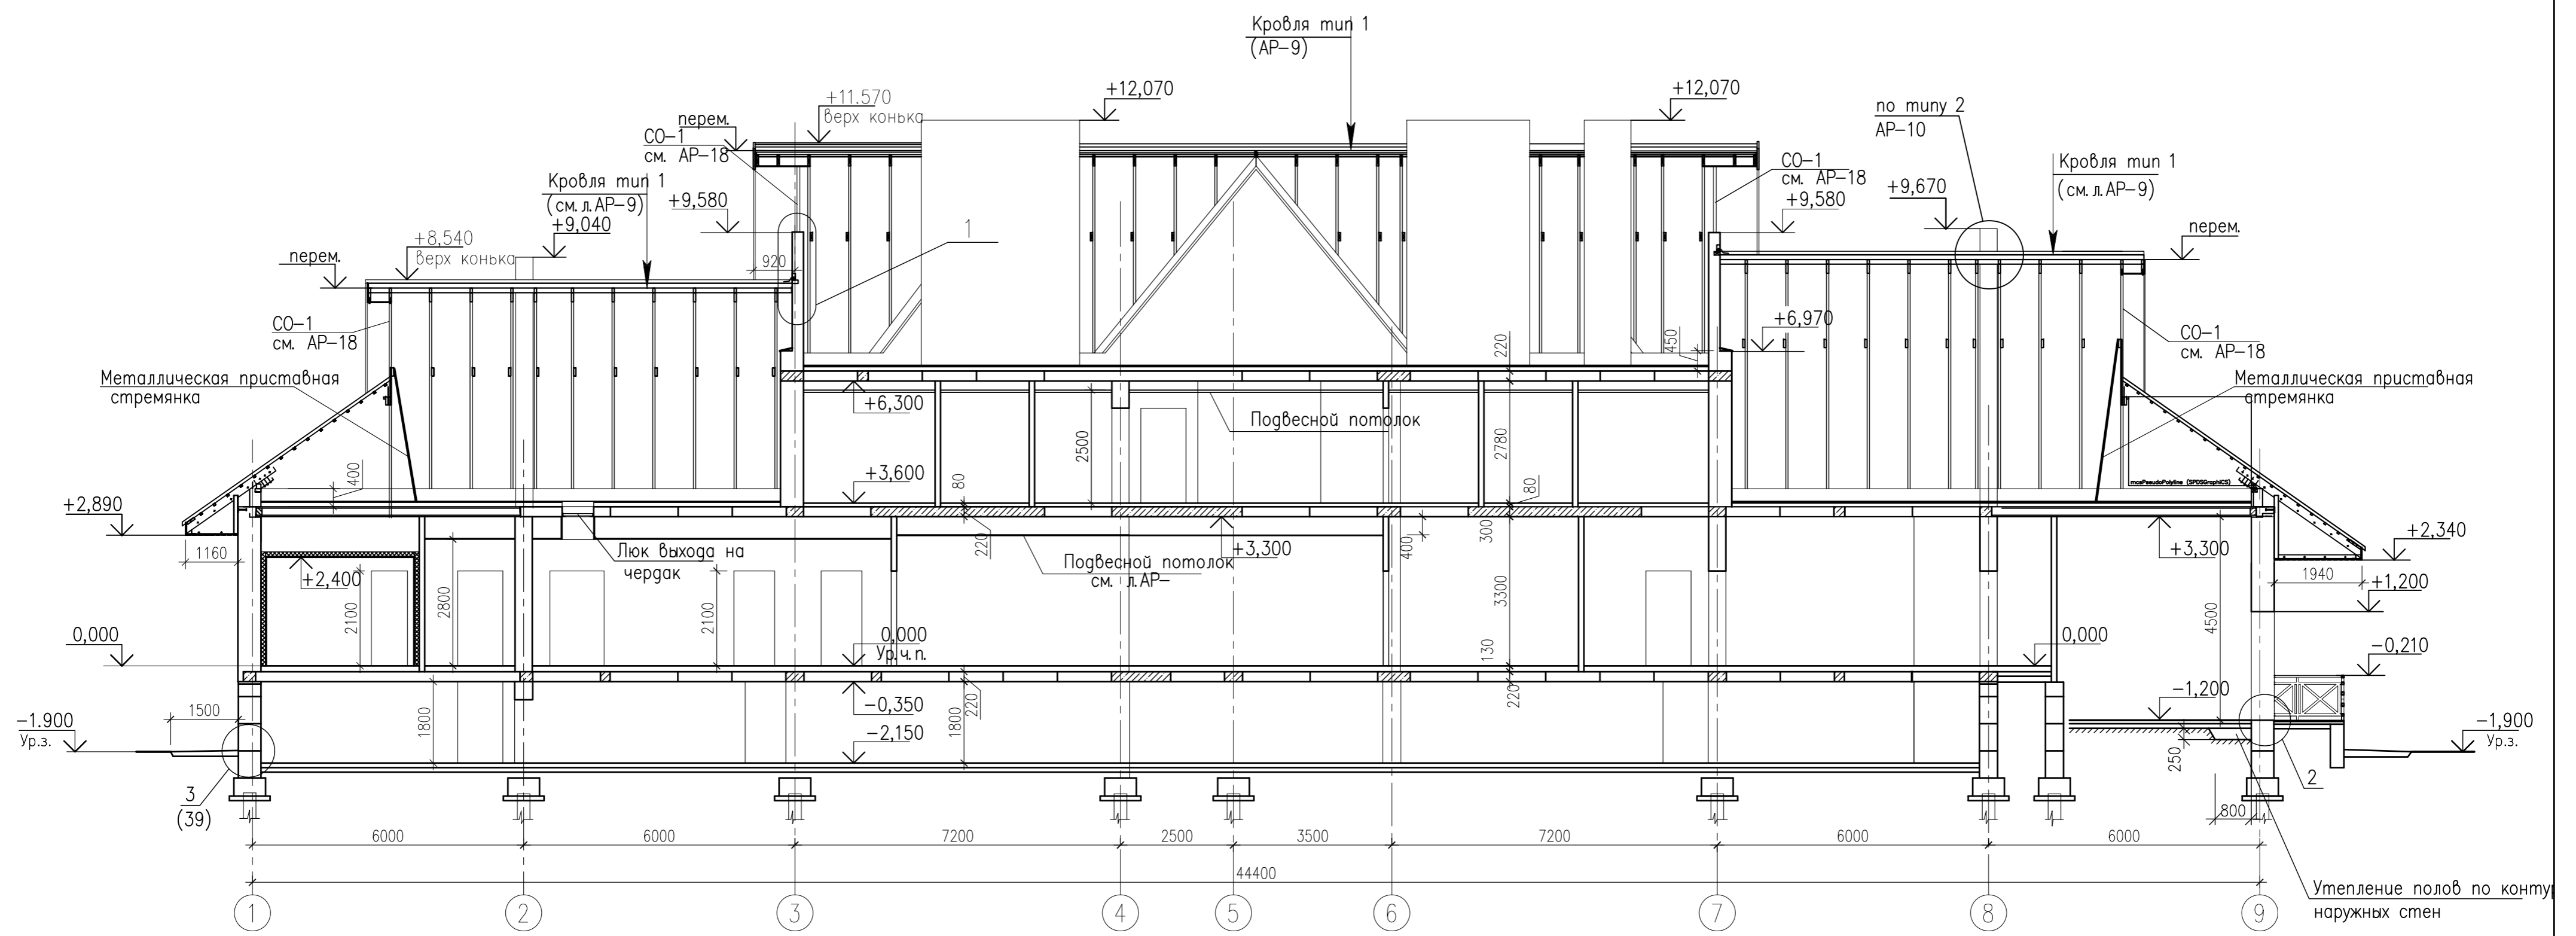 Кровля тип 1
(АР-9)
+12,070
+12,070
+11.570
верх конька
перем.
СО-1
см. АР-18
по типу 2
АР-10
СО-1
см. АР-18
Кровля тип 1
(см.л.АР-9)
Кровля тип 1
(см.л.АР-9)
+9,580
+9,670
+9,580
+9,040
1
+8,540
верх конька
перем.
перем.
920
СО-1
см. АР-18
+6,970
СО-1
см. АР-18
220
450
Металлическая приставная
стремянка
Металлическая приставная
стремянка
+6,300
Подвесной потолок
2500
2780
400
+3,600
80
80
mcsPseudoPolyline (SPDSGraphiCS)
+2,890
1160
Люк выхода на
чердак
220
Подвесной потолок
см. л.АР-
+3,300
400
300
+3,300
+2,340
1940
+1,200
+2,400
2100
2800
2100
3300
4500
0,000
0,000
Ур.ч.п.
130
0,000
-0,210
-0,350
220
220
-1,200
1500
1800
1800
-2,150
-1.900
Ур.з.
-1,900
Ур.з.
250
3
(39)
2
800
6000
6000
7200
2500
3500
7200
6000
6000
44400
1
2
3
4
5
6
7
8
9
Утепление полов по контур
наружных стен